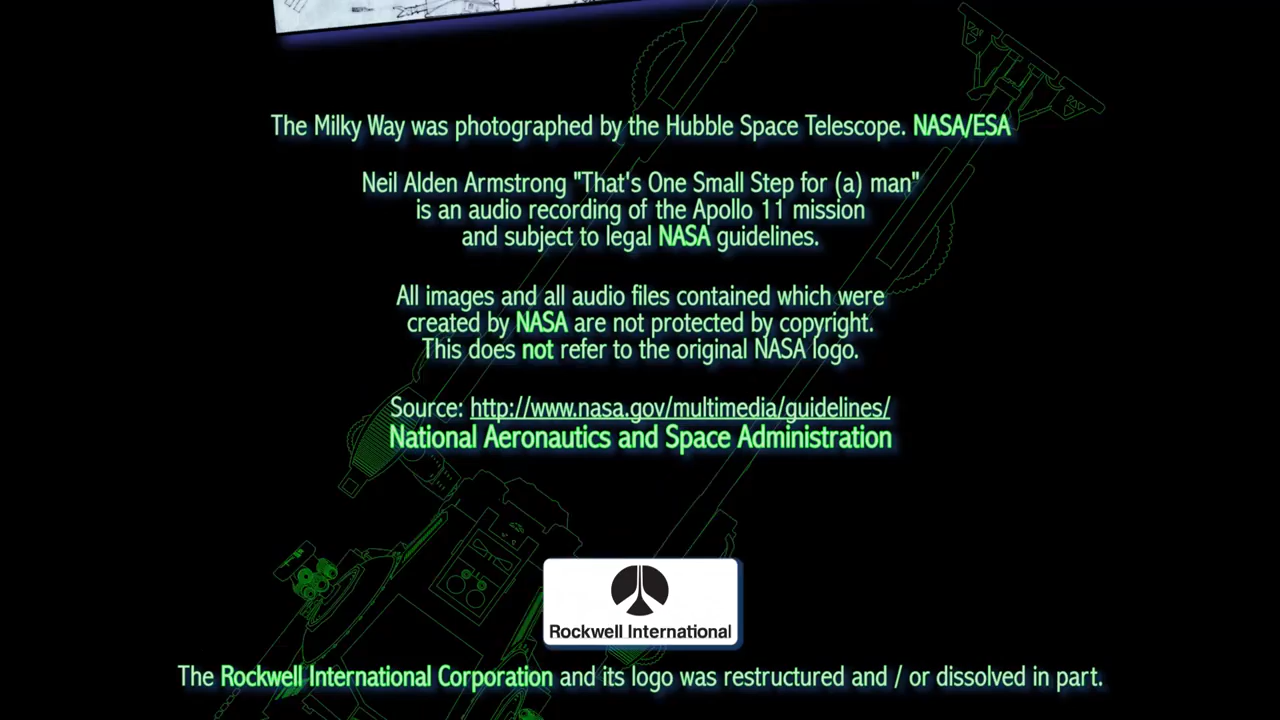 The Milky Way was photographed by the Hubble Space Telescope. NASA/ESA
Neil Alden Armstrong "That's One Small Step for (a) man"
is an audio recording of the Apollo 11 mission
and subject to legal NASA guidelines.
All images and all audio files contained which were
created by NASA are not protected by copyright.
This does not refer to the original NASA logo.
Source: http://www.nasa.gov/multimedia/guidelines/
National Aeronautics and Space Administration
Rockwell International
The Rockwell International Corporation and its logo was restructured and / or dissolved in part.